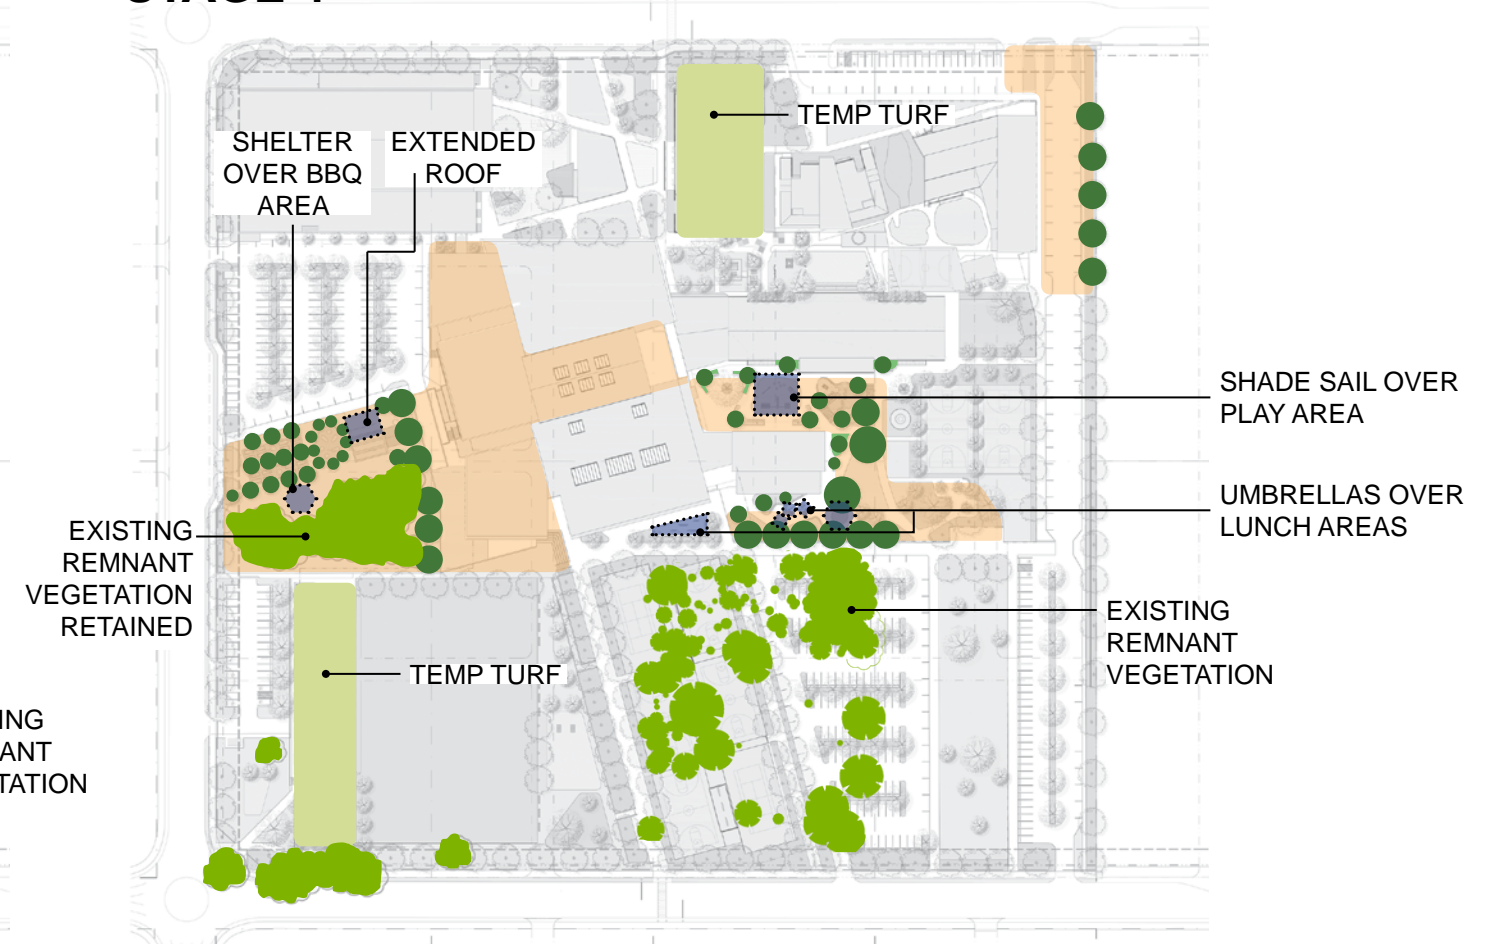 TEMP TURF
SHELTER
OVER BBQ
AREA
EXTENDED
ROOF
SHADE SAIL OVER
PLAY AREA
UMBRELLAS OVER
LUNCH AREAS
EXISTING
REMNANT
VEGETATION
RETAINED
EXISTING
REMNANT
VEGETATION
TEMP TURF
ING
ANT
TATION